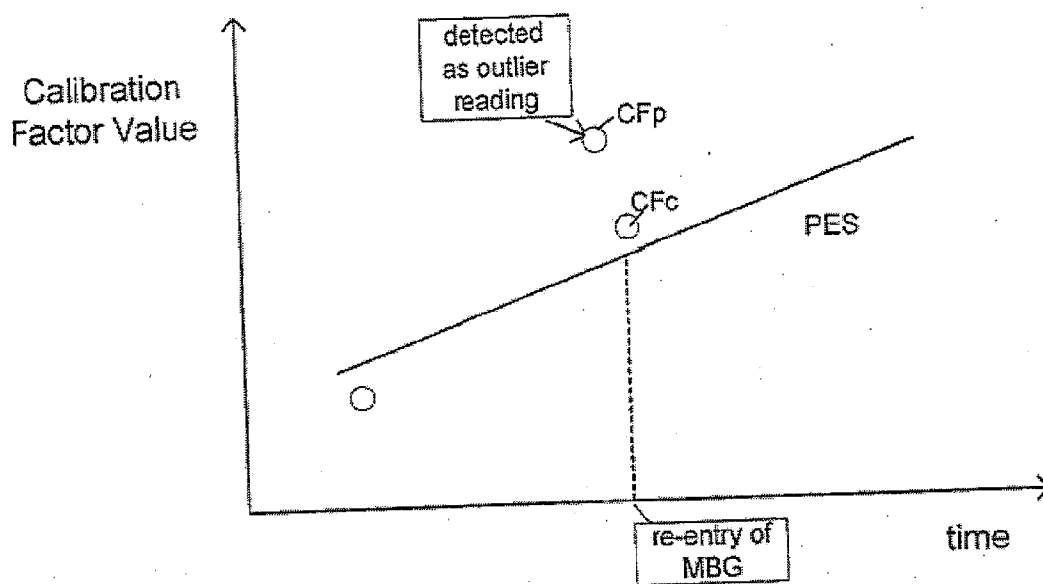 detected
as outlier
reading
Calibration
Factor Value
CFp
CFc
PES
re-entry of
MBG
time